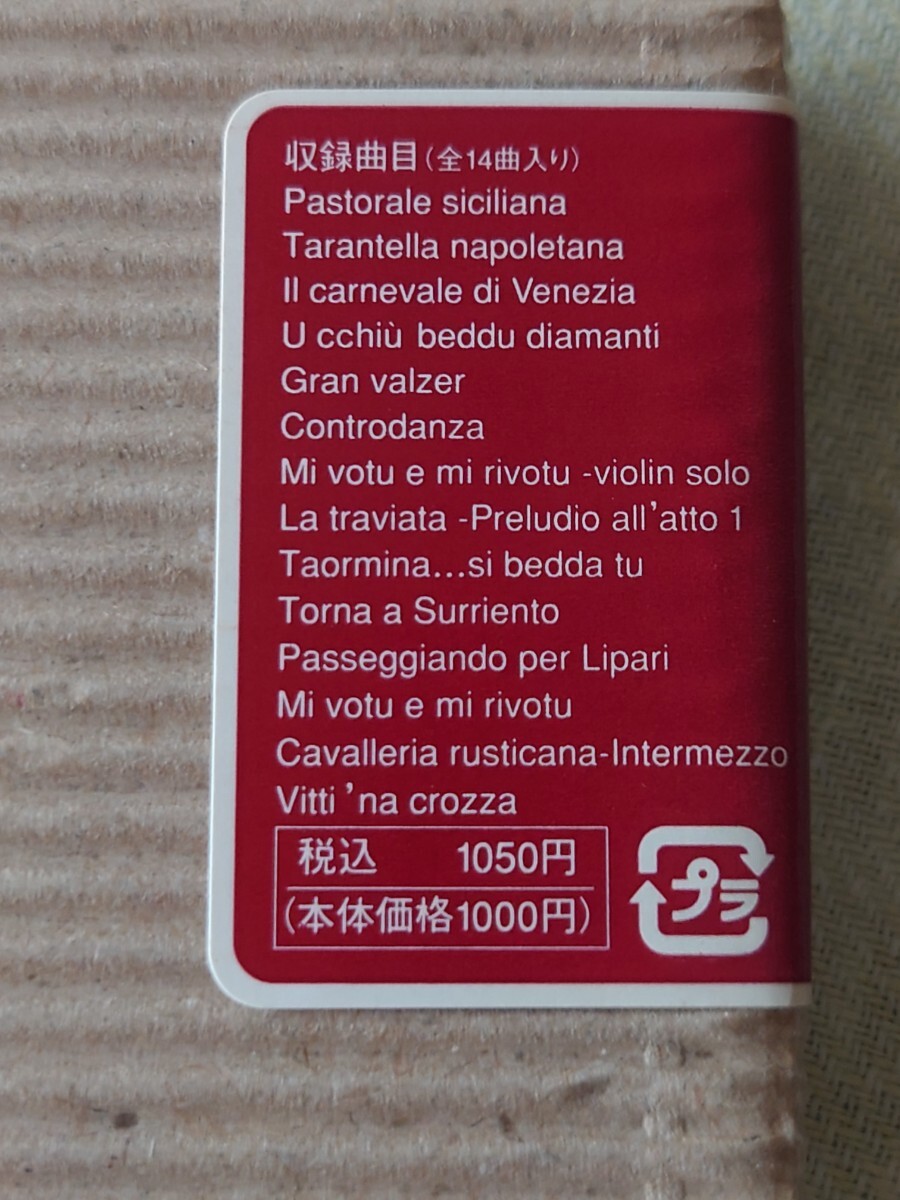 収録曲目(全14曲入り)
Pastorale siciliana
Tarantella napoletana
Il carnevale di Venezia
U cchiù beddu diamanti
Gran valzer
Controdanza
Mi votu e mi rivotu -violin solo
La traviata -Preludio all'atto 1
Taormina...si bedda tu
Torna a Surriento
Passeggiando per Lipari
Mi votu e mi rivotu
Cavalleria rusticana-Intermezzo
Vitti 'na crozza
税込 1050円
(本体価格1000円)
プラ